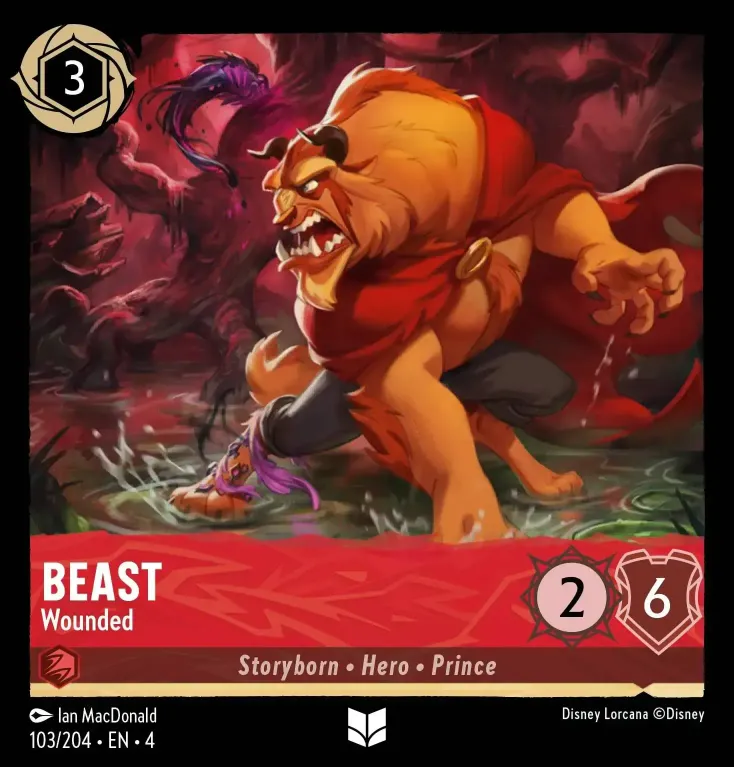 3
BEAST
Wounded
2
6
Storyborn • Hero • Prince
Ian MacDonald
Disney Lorcana ©Disney
103/204 • EN • 4